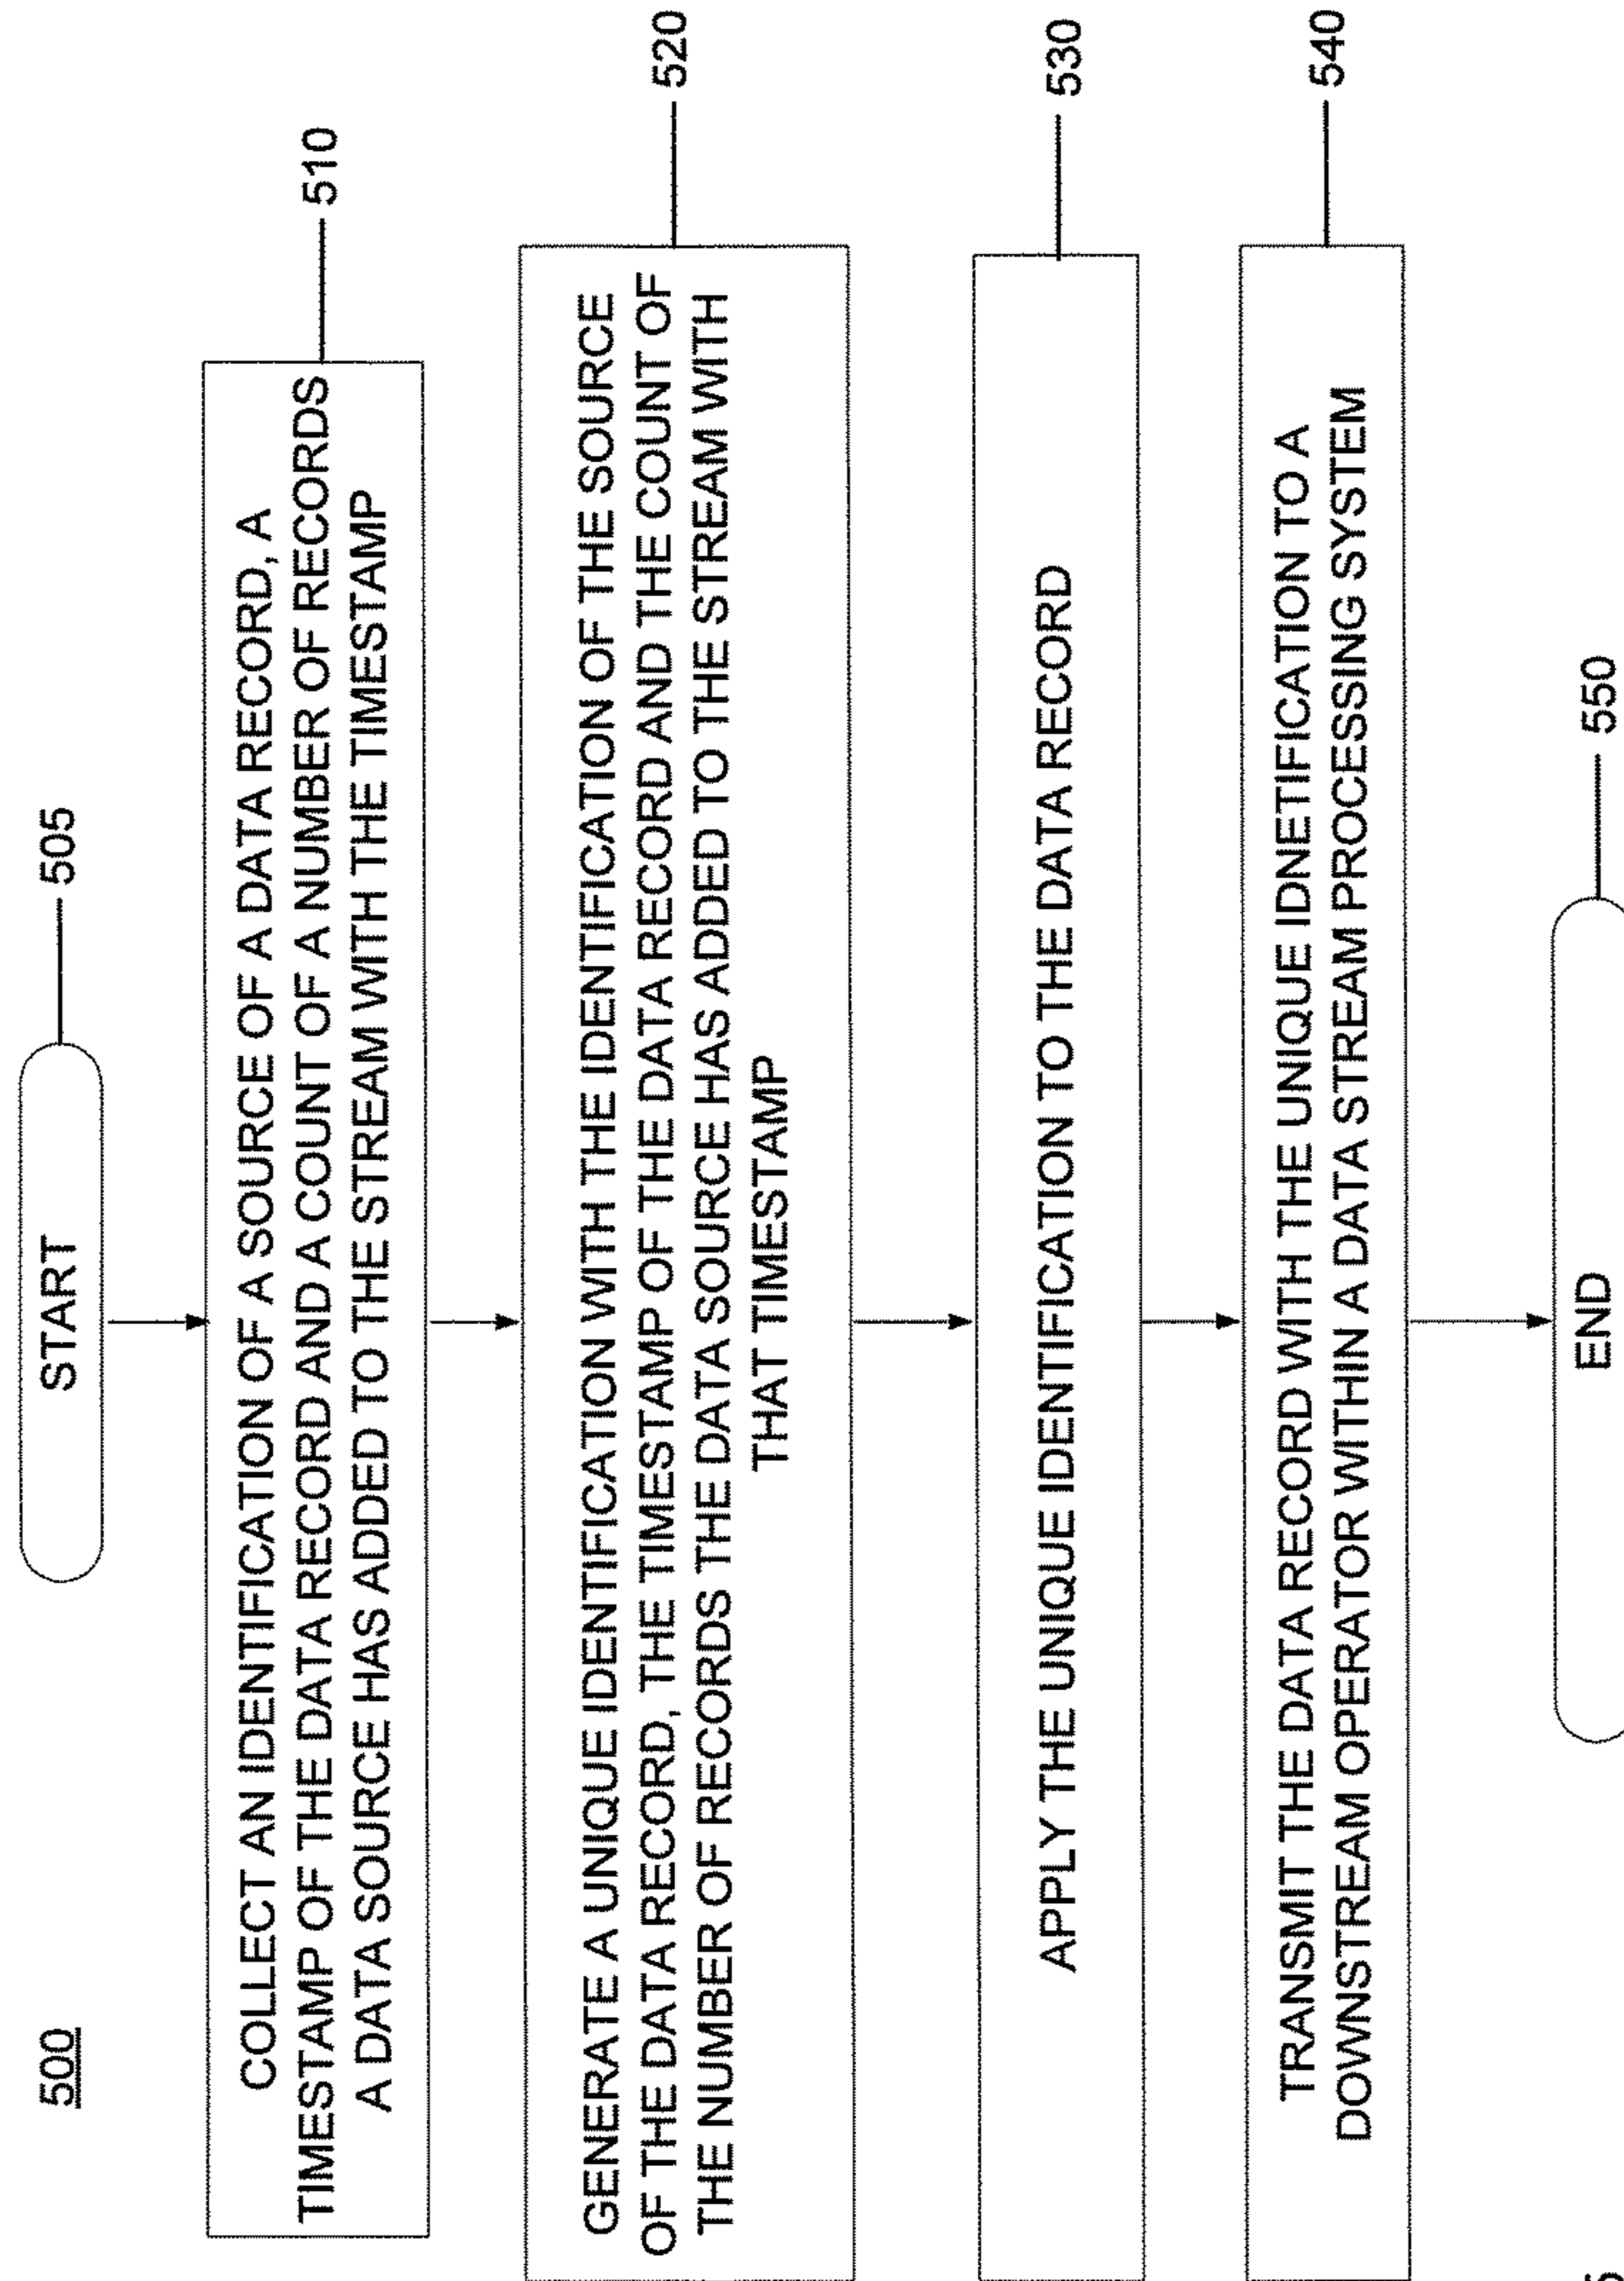 500
START
505
COLLECT AN IDENTIFICATION OF A SOURCE OF A DATA RECORD, A
TIMESTAMP OF THE DATA RECORD AND A COUNT OF A NUMBER OF RECORDS
A DATA SOURCE HAS ADDED TO THE STREAM WITH THE TIMESTAMP
510
GENERATE A UNIQUE IDENTIFICATION WITH THE IDENTIFICATION OF THE SOURCE
OF THE DATA RECORD, THE TIMESTAMP OF THE DATA RECORD AND THE COUNT OF
THE NUMBER OF RECORDS THE DATA SOURCE HAS ADDED TO THE STREAM WITH
THAT TIMESTAMP
520
APPLY THE UNIQUE IDENTIFICATION TO THE DATA RECORD
530
TRANSMIT THE DATA RECORD WITH THE UNIQUE IDNETIFICATION TO A
DOWNSTREAM OPERATOR WITHIN A DATA STREAM PROCESSING SYSTEM
540
END
550